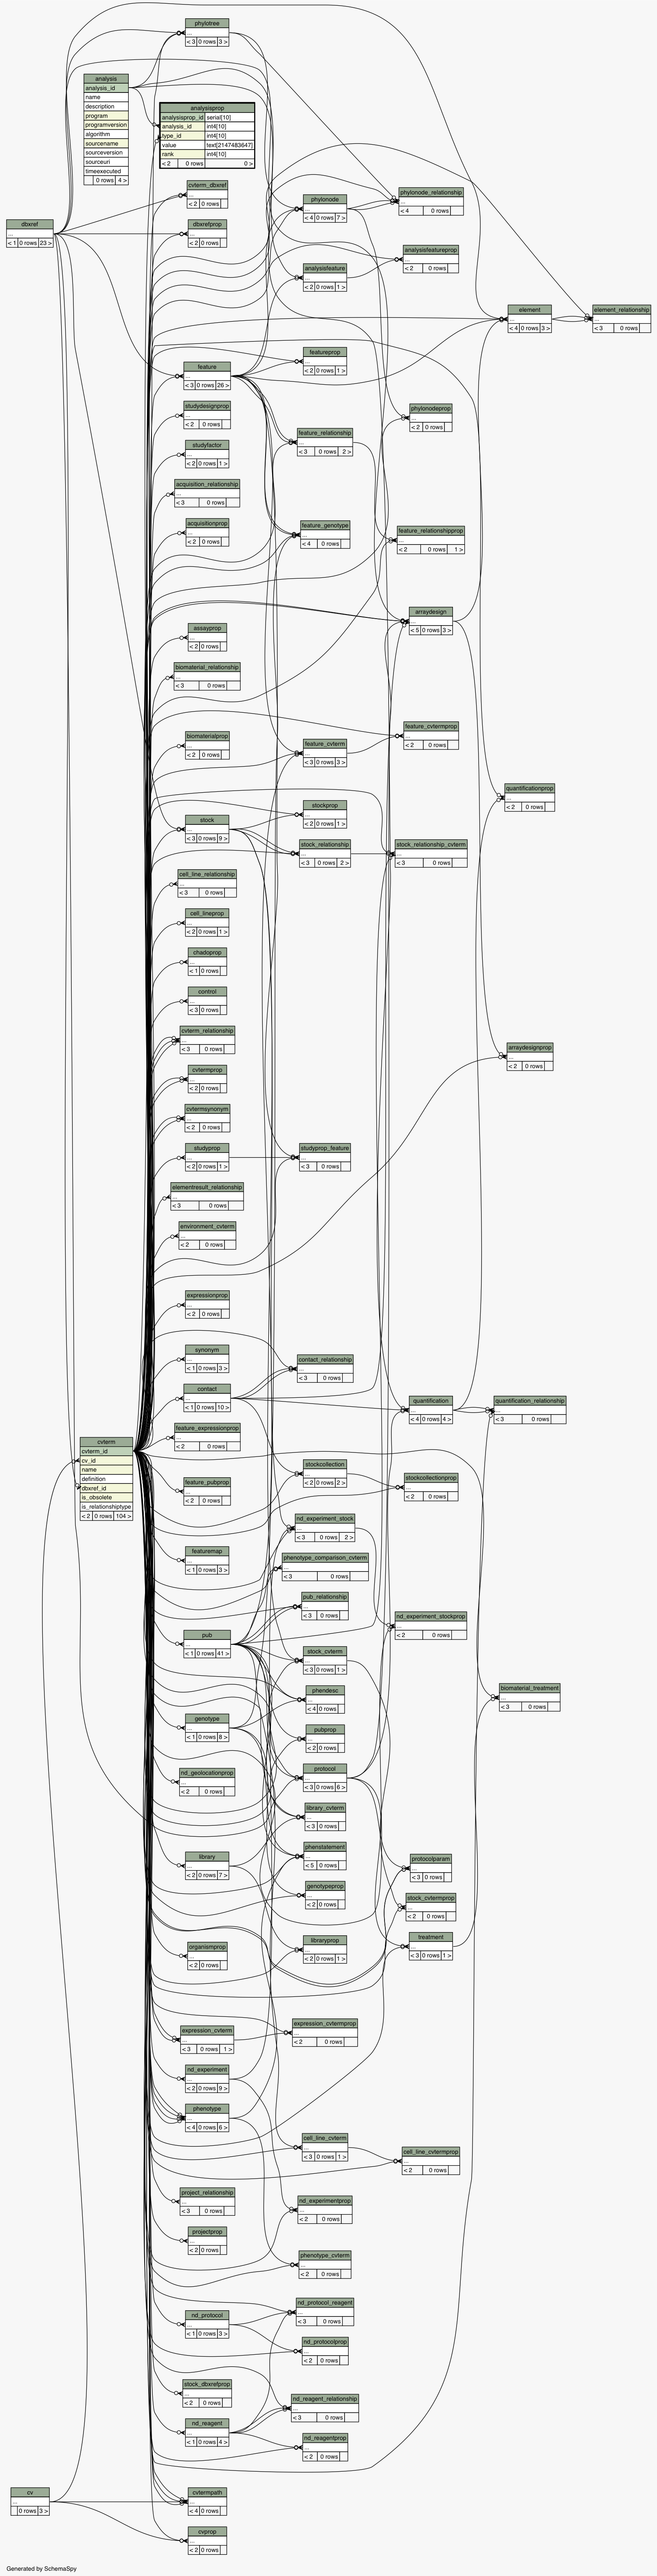 phylotree
...
< 3 0 rows 3 >
analysis
analysis_id
name
description
program
programversion
algorithm
sourcename
sourceversion
sourceuri
timeexecuted
0 rows 4 >
analysisprop
analysisprop_id serial[10]
analysis_id int4[10]
type_id int4[10]
value text[2147483647]
rank int4[10]
< 2 0 rows 0 >
cvterm_dbxref
...
< 2 0 rows
phylonode_relationship
...
< 4 0 rows
phylonode
...
< 4 0 rows 7 >
dbxref
...
< 1 0 rows 23 >
dbxrefprop
...
< 2 0 rows
analysisfeatureprop
...
< 2 0 rows
analysisfeature
...
< 2 0 rows 1 >
element
...
< 4 0 rows 3 >
element_relationship
...
< 3 0 rows
featureprop
...
< 2 0 rows 1 >
feature
...
< 3 0 rows 26 >
studydesignprop
...
< 2 0 rows
phylonodeprop
...
< 2 0 rows
feature_relationship
...
< 3 0 rows 2 >
studyfactor
...
< 2 0 rows 1 >
acquisition_relationship
...
< 3 0 rows
acquisitionprop
...
< 2 0 rows
feature_genotype
...
< 4 0 rows
feature_relationshipprop
...
< 2 0 rows 1 >
arraydesign
...
< 5 0 rows 3 >
assayprop
...
< 2 0 rows
biomaterial_relationship
...
< 3 0 rows
feature_cvtermprop
...
< 2 0 rows
biomaterialprop
...
< 2 0 rows
feature_cvterm
...
< 3 0 rows 3 >
quantificationprop
...
< 2 0 rows
stockprop
...
< 2 0 rows 1 >
stock
...
< 3 0 rows 9 >
stock_relationship
...
< 3 0 rows 2 >
stock_relationship_cvterm
...
< 3 0 rows
cell_line_relationship
...
< 3 0 rows
cell_lineprop
...
< 2 0 rows 1 >
chadoprop
...
< 1 0 rows
control
...
< 3 0 rows
cvterm_relationship
...
< 3 0 rows
arraydesignprop
...
< 2 0 rows
cvtermprop
...
< 2 0 rows
cvtermsynonym
...
< 2 0 rows
studyprop
...
< 2 0 rows 1 >
studyprop_feature
...
< 3 0 rows
elementresult_relationship
...
< 3 0 rows
environment_cvterm
...
< 2 0 rows
expressionprop
...
< 2 0 rows
synonym
...
< 1 0 rows 3 >
contact_relationship
...
< 3 0 rows
contact
...
< 1 0 rows 10 >
quantification
...
< 4 0 rows 4 >
quantification_relationship
...
< 3 0 rows
feature_expressionprop
...
< 2 0 rows
cvterm
cvterm_id
cv_id
name
definition
dbxref_id
is_obsolete
is_relationshiptype
< 2 0 rows 104 >
stockcollection
...
< 2 0 rows 2 >
stockcollectionprop
...
< 2 0 rows
feature_pubprop
...
< 2 0 rows
nd_experiment_stock
...
< 3 0 rows 2 >
featuremap
...
< 1 0 rows 3 >
phenotype_comparison_cvterm
...
< 3 0 rows
pub_relationship
...
< 3 0 rows
nd_experiment_stockprop
...
< 2 0 rows
pub
...
< 1 0 rows 41 >
stock_cvterm
...
< 3 0 rows 1 >
biomaterial_treatment
...
< 3 0 rows
phendesc
...
< 4 0 rows
genotype
...
< 1 0 rows 8 >
pubprop
...
< 2 0 rows
nd_geolocationprop
...
< 2 0 rows
protocol
...
< 3 0 rows 6 >
library_cvterm
...
< 3 0 rows
phenstatement
...
< 5 0 rows
library
...
< 2 0 rows 7 >
protocolparam
...
< 3 0 rows
genotypeprop
...
< 2 0 rows
stock_cvtermprop
...
< 2 0 rows
treatment
...
< 3 0 rows 1 >
libraryprop
...
< 2 0 rows 1 >
organismprop
...
< 2 0 rows
expression_cvtermprop
...
< 2 0 rows
expression_cvterm
...
< 3 0 rows 1 >
nd_experiment
...
< 2 0 rows 9 >
phenotype
...
< 4 0 rows 6 >
cell_line_cvterm
...
< 3 0 rows 1 >
cell_line_cvtermprop
...
< 2 0 rows
project_relationship
...
< 3 0 rows
nd_experimentprop
...
< 2 0 rows
projectprop
...
< 2 0 rows
phenotype_cvterm
...
< 2 0 rows
nd_protocol_reagent
...
< 3 0 rows
nd_protocol
...
< 1 0 rows 3 >
nd_protocolprop
...
< 2 0 rows
stock_dbxrefprop
...
< 2 0 rows
nd_reagent_relationship
...
< 3 0 rows
nd_reagent
...
< 1 0 rows 4 >
nd_reagentprop
...
< 2 0 rows
cv
...
0 rows 3 >
cvtermpath
...
< 4 0 rows
cvprop
...
< 2 0 rows
Generated by SchemaSpy